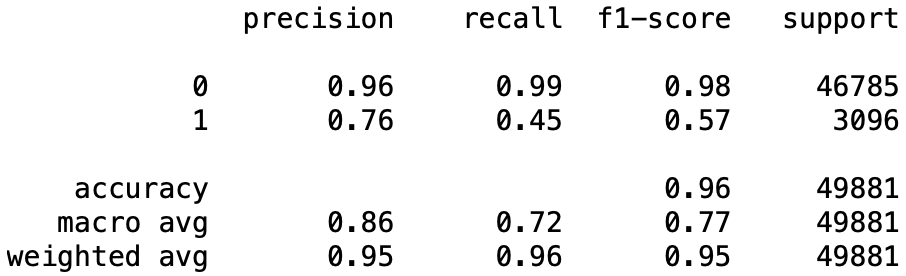 precision recall f1-score support
0 0.96 0.99 0.98 46785
1 0.76 0.45 0.57 3096
accuracy 0.96 49881
macro avg 0.86 0.72 0.77 49881
weighted avg 0.95 0.96 0.95 49881